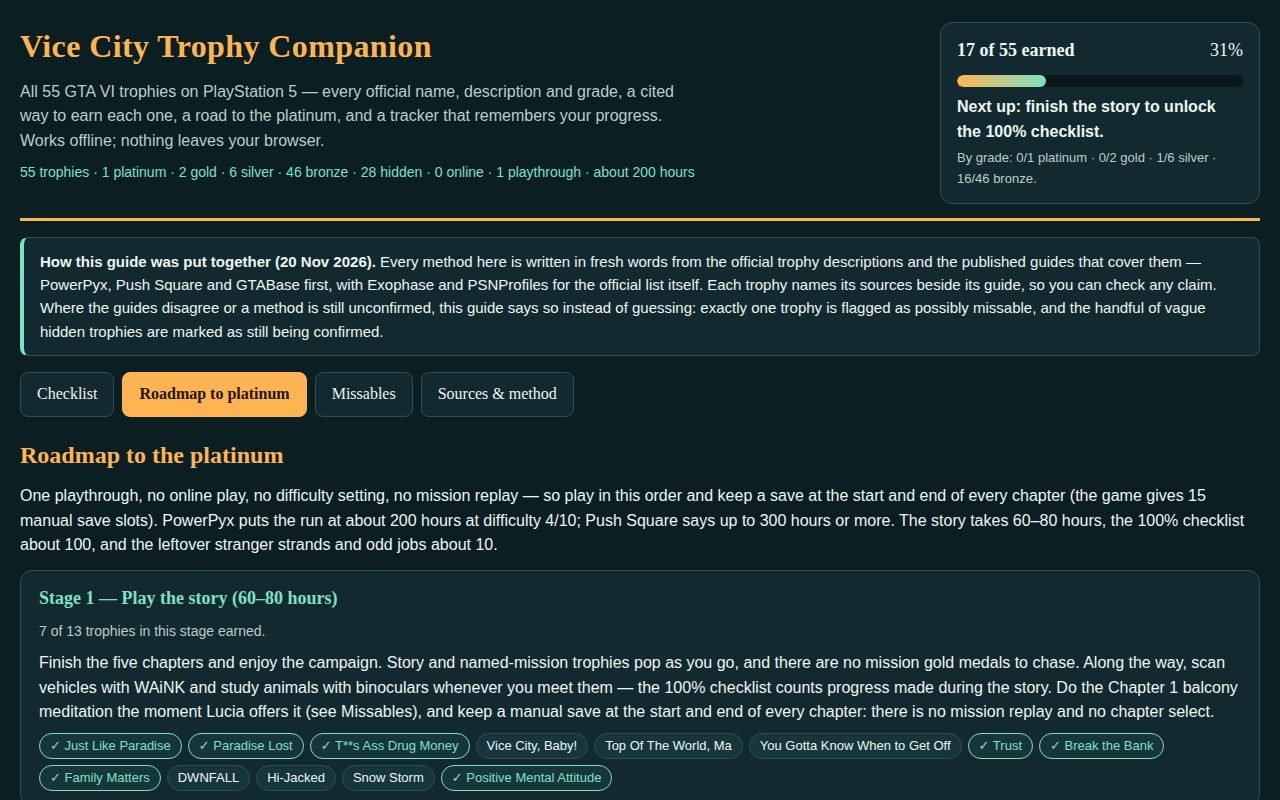 Vice City Trophy Companion
All 55 GTA VI trophies on PlayStation 5 — every official name, description and grade, a cited
way to earn each one, a road to the platinum, and a tracker that remembers your progress.
Works offline; nothing leaves your browser.
55 trophies · 1 platinum · 2 gold · 6 silver · 46 bronze · 28 hidden · 0 online · 1 playthrough · about 200 hours
17 of 55 earned 31%
Next up: finish the story to unlock
the 100% checklist.
By grade: 0/1 platinum · 0/2 gold · 1/6 silver ·
16/46 bronze.
How this guide was put together (20 Nov 2026). Every method here is written in fresh words from the official trophy descriptions and the published guides that cover them —
PowerPyx, Push Square and GTABase first, with Exophase and PSNProfiles for the official list itself. Each trophy names its sources beside its guide, so you can check any claim.
Where the guides disagree or a method is still unconfirmed, this guide says so instead of guessing: exactly one trophy is flagged as possibly missable, and the handful of vague
hidden trophies are marked as still being confirmed.
Checklist Roadmap to platinum Missables Sources & method
Roadmap to the platinum
One playthrough, no online play, no difficulty setting, no mission replay — so play in this order and keep a save at the start and end of every chapter (the game gives 15
manual save slots). PowerPyx puts the run at about 200 hours at difficulty 4/10; Push Square says up to 300 hours or more. The story takes 60–80 hours, the 100% checklist
about 100, and the leftover stranger strands and odd jobs about 10.
Stage 1 — Play the story (60–80 hours)
7 of 13 trophies in this stage earned.
Finish the five chapters and enjoy the campaign. Story and named-mission trophies pop as you go, and there are no mission gold medals to chase. Along the way, scan
vehicles with WAiNK and study animals with binoculars whenever you meet them — the 100% checklist counts progress made during the story. Do the Chapter 1 balcony
meditation the moment Lucia offers it (see Missables), and keep a manual save at the start and end of every chapter: there is no mission replay and no chapter select.
✓ Just Like Paradise ✓ Paradise Lost ✓ T**s Ass Drug Money Vice City, Baby! Top Of The World, Ma You Gotta Know When to Get Off ✓ Trust ✓ Break the Bank
✓ Family Matters DWNFALL Hi-Jacked Snow Storm ✓ Positive Mental Attitude